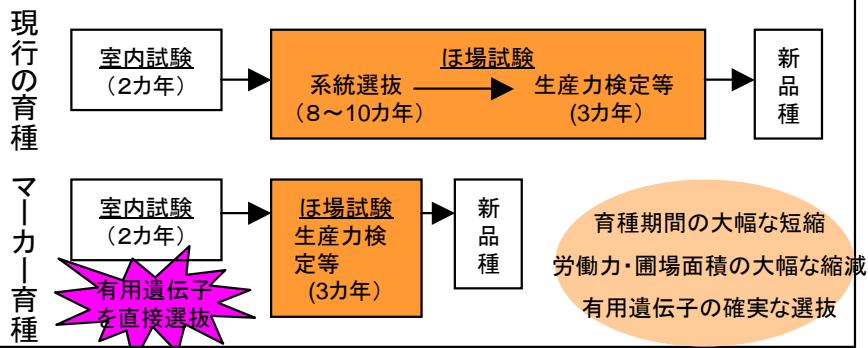 現行の育種
室内試験
（2カ年）
ほ場試験
系統選抜
（８～10カ年）
生産力検定等
(3カ年）
新品種
マーカー育種
室内試験
（2カ年）
有用遺伝子
を直接選抜
ほ場試験
生産力検
定等
(3カ年）
新品種
育種期間の大幅な短縮
労働力・圃場面積の大幅な縮減
有用遺伝子の確実な選抜